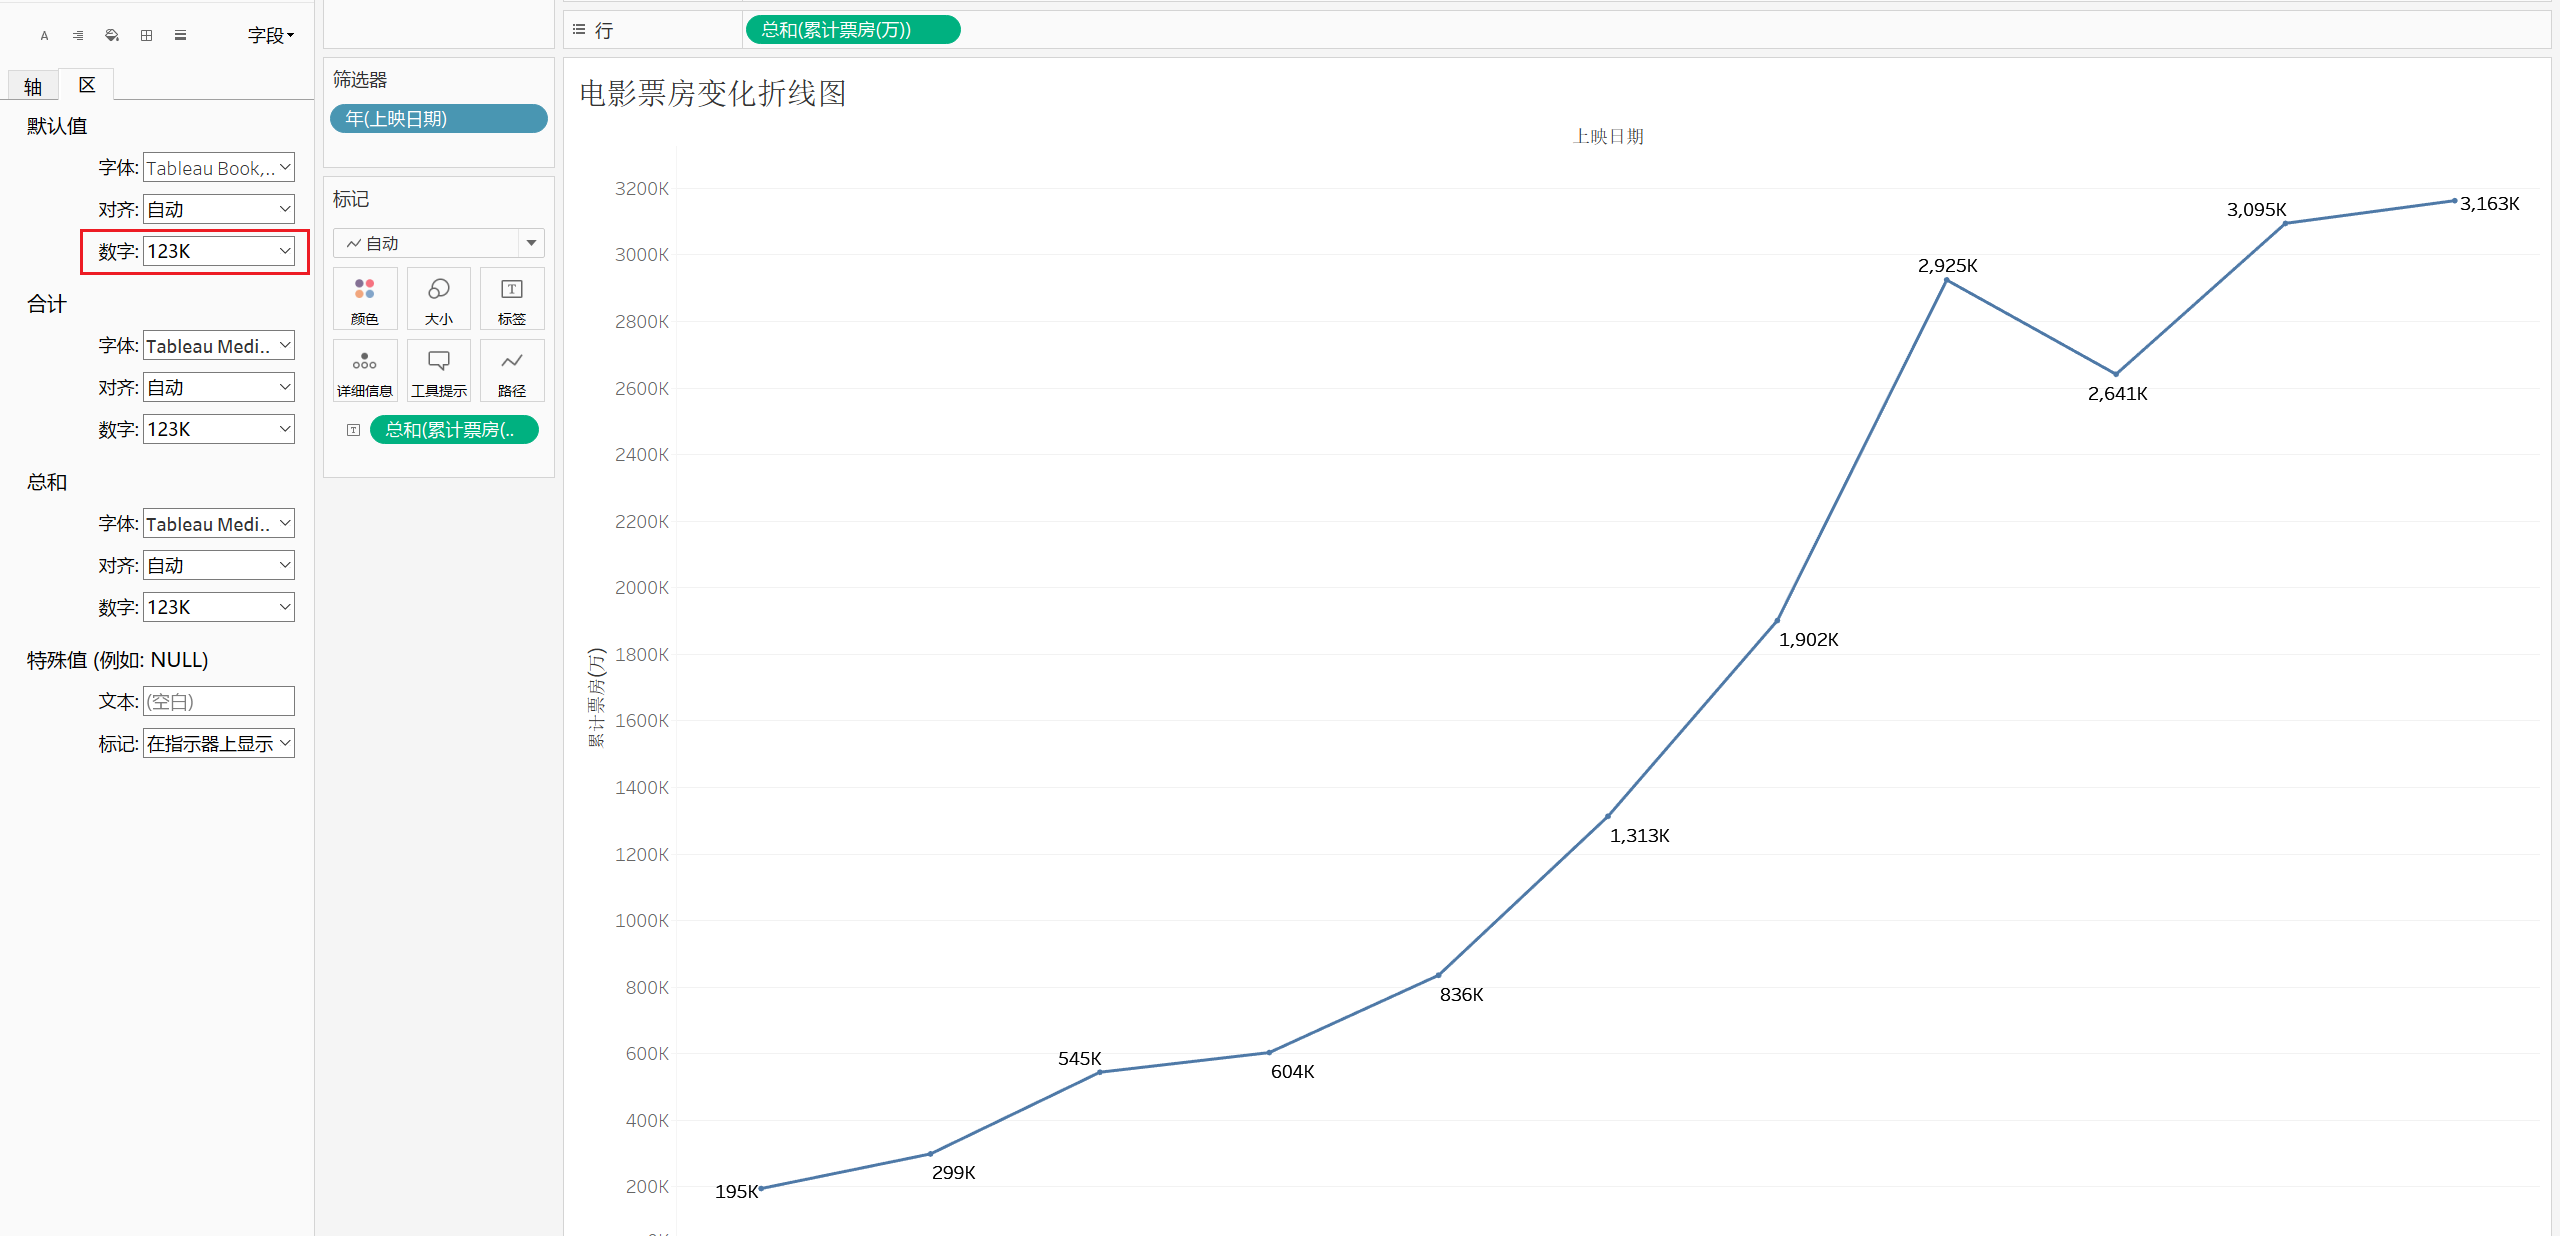 字段
轴
区
默认值
字体: Tableau Book,..
对齐: 自动
数字: 123K
合计
字体: Tableau Medi..
对齐: 自动
数字: 123K
总和
字体: Tableau Medi..
对齐: 自动
数字: 123K
特殊值 (例如: NULL)
文本: (空白)
标记: 在指示器上显示
筛选器
年(上映日期)
标记
自动
颜色
大小
标签
详细信息
工具提示
路径
总和(累计票房(..
行
总和(累计票房(万))
电影票房变化折线图
上映日期
累计票房(万)
3200K
3000K
2800K
2600K
2400K
2200K
2000K
1800K
1600K
1400K
1200K
1000K
800K
600K
400K
200K
195K
299K
545K
604K
836K
1,313K
1,902K
2,925K
2,641K
3,095K
3,163K